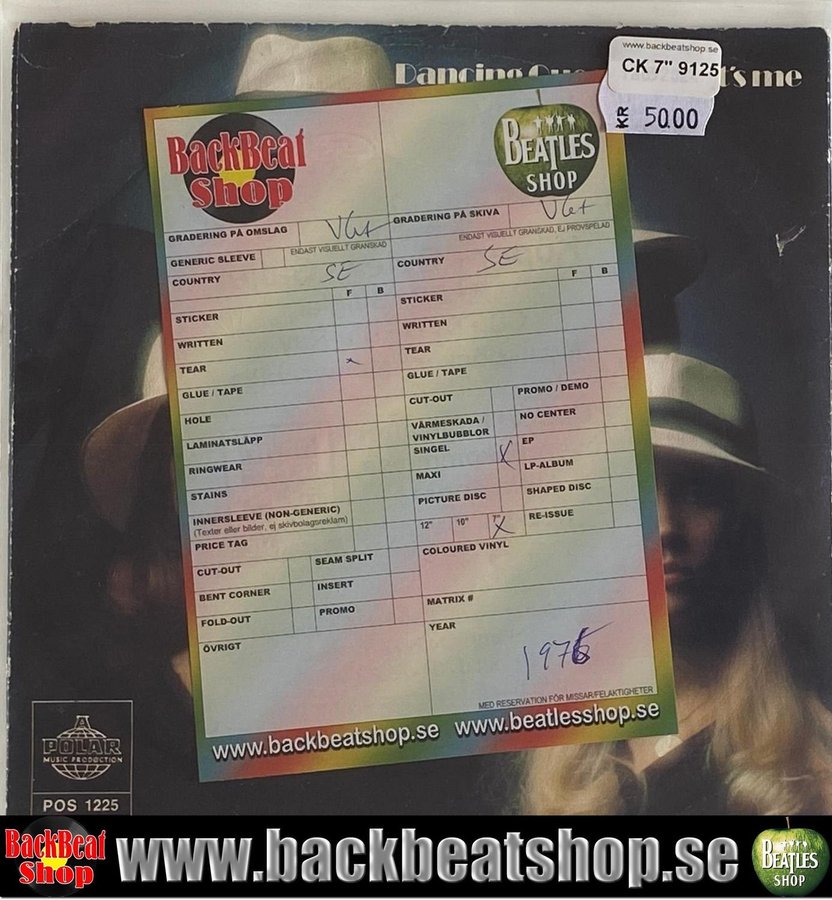 Dancing
t's me
www.backbeatshop.se
CK 7" 9125
KR 50.00
BackBeat
Shop
BEATLES
SHOP
GRADERING PÅ OMSLAG VG+
ENDAST VISUELLT GRANSKAD
GENERIC SLEEVE
COUNTRY SE
F B
STICKER
WRITTEN
TEAR x
GLUE / TAPE
HOLE
LAMINATSLÄPP
RINGWEAR
STAINS
INNERSLEEVE (NON-GENERIC)
(Texter eller bilder, ej skivbolagsreklam)
PRICE TAG
CUT-OUT SEAM SPLIT
BENT CORNER INSERT
FOLD-OUT PROMO
ÖVRIGT
GRADERING PÅ SKIVA VG+
ENDAST VISUELLT GRANSKAD, EJ PROVSPELAD
COUNTRY SE
F B
STICKER
WRITTEN
TEAR
GLUE / TAPE
CUT-OUT PROMO / DEMO
VÄRMESKADA / NO CENTER
VINYLBUBBLOR
SINGEL X EP
MAXI LP-ALBUM
PICTURE DISC SHAPED DISC
12" 10" 7" X RE-ISSUE
COLOURED VINYL
MATRIX #
YEAR
1976
MED RESERVATION FÖR MISSAR/FELAKTIGHETER
www.backbeatshop.se www.beatlesshop.se
POLAR
MUSIC PRODUCTION
POS 1225
BackBeat
Shop
www.backbeatshop.se
BEATLES
SHOP